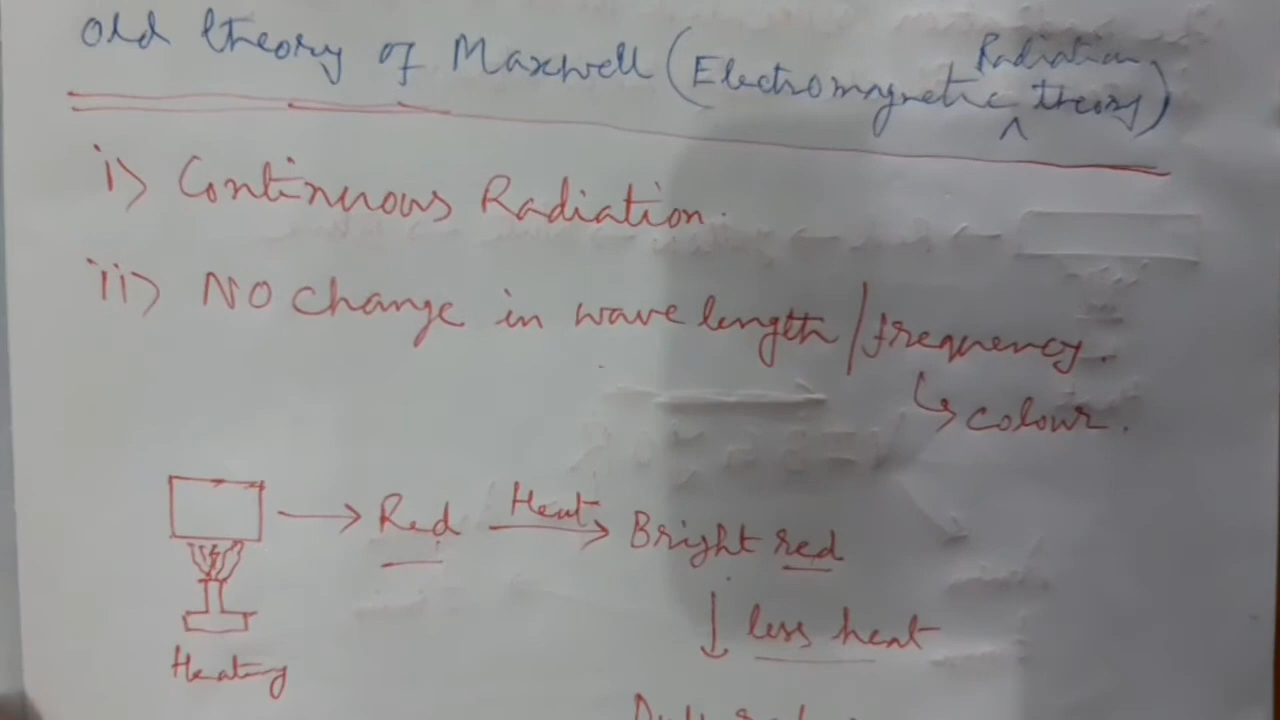 Old theory of Maxwell (Electromagnetic Radiation theory)
i) Continuous Radiation.
ii) NO change in wave length / frequency.
↳ colour.
→ Red Heat → Bright red
↓ less heat
Heating